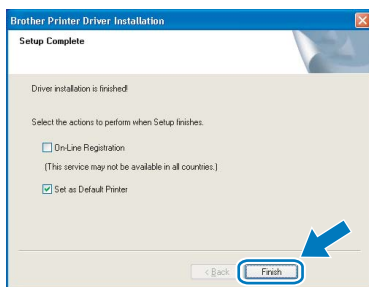 Brother Printer Driver Installation
Setup Complete
Driver installation is finished!
Select the actions to perform when Setup finishes.
On-Line Registration
(This service may not be available in all countries.)
Set as Default Printer
< Back
Finish